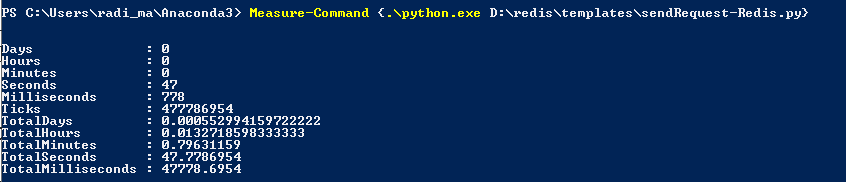 PS C:\Users\radi_ma\Anaconda3> Measure-Command {.\python.exe D:\redis\templates\sendRequest-Redis.py}
Days              : 0
Hours             : 0
Minutes           : 0
Seconds           : 47
Milliseconds      : 778
Ticks             : 477786954
TotalDays         : 0.000552994159722222
TotalHours        : 0.0132718598333333
TotalMinutes      : 0.79631159
TotalSeconds      : 47.7786954
TotalMilliseconds : 47778.6954